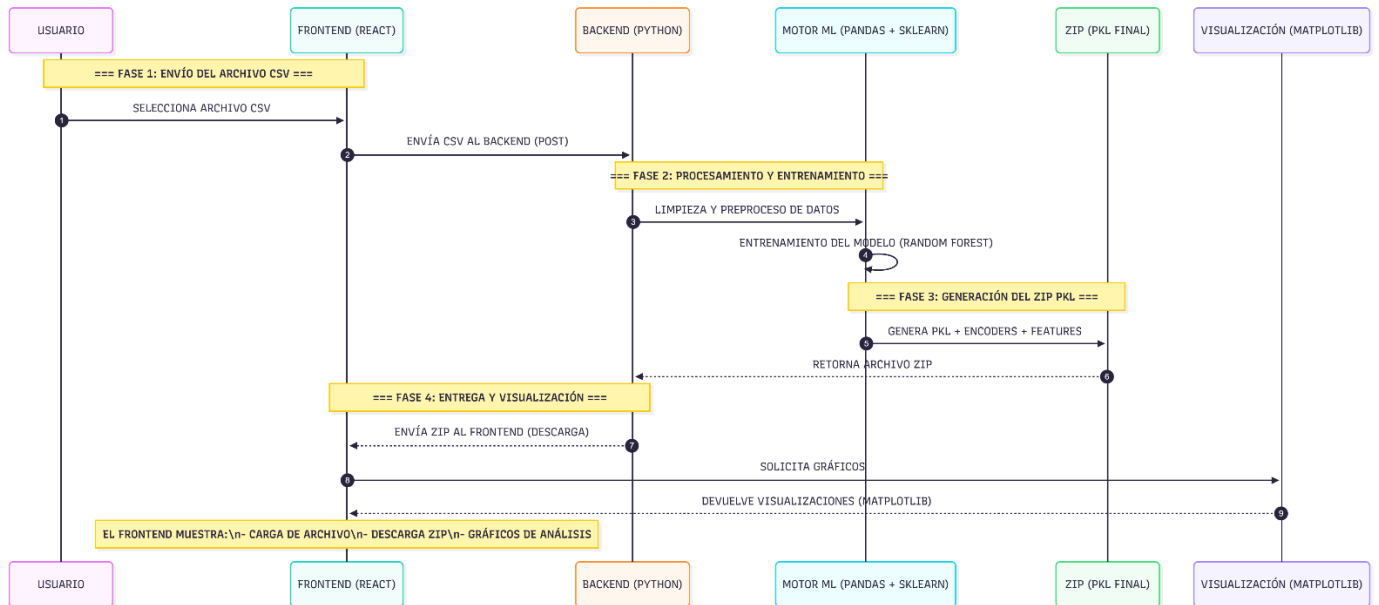 USUARIO
FRONTEND (REACT)
BACKEND (PYTHON)
MOTOR ML (PANDAS + SKLEARN)
ZIP (PKL FINAL)
VISUALIZACIÓN (MATPLOTLIB)
=== FASE 1: ENVÍO DEL ARCHIVO CSV ===
SELECCIONA ARCHIVO CSV
1
ENVÍA CSV AL BACKEND (POST)
2
=== FASE 2: PROCESAMIENTO Y ENTRENAMIENTO ===
LIMPIEZA Y PREPROCESO DE DATOS
3
ENTRENAMIENTO DEL MODELO (RANDOM FOREST)
4
=== FASE 3: GENERACIÓN DEL ZIP PKL ===
GENERA PKL + ENCODERS + FEATURES
5
RETORNA ARCHIVO ZIP
6
=== FASE 4: ENTREGA Y VISUALIZACIÓN ===
ENVÍA ZIP AL FRONTEND (DESCARGA)
7
SOLICITA GRÁFICOS
8
DEVUELVE VISUALIZACIONES (MATPLOTLIB)
9
EL FRONTEND MUESTRA:\n- CARGA DE ARCHIVO\n- DESCARGA ZIP\n- GRÁFICOS DE ANÁLISIS
USUARIO
FRONTEND (REACT)
BACKEND (PYTHON)
MOTOR ML (PANDAS + SKLEARN)
ZIP (PKL FINAL)
VISUALIZACIÓN (MATPLOTLIB)